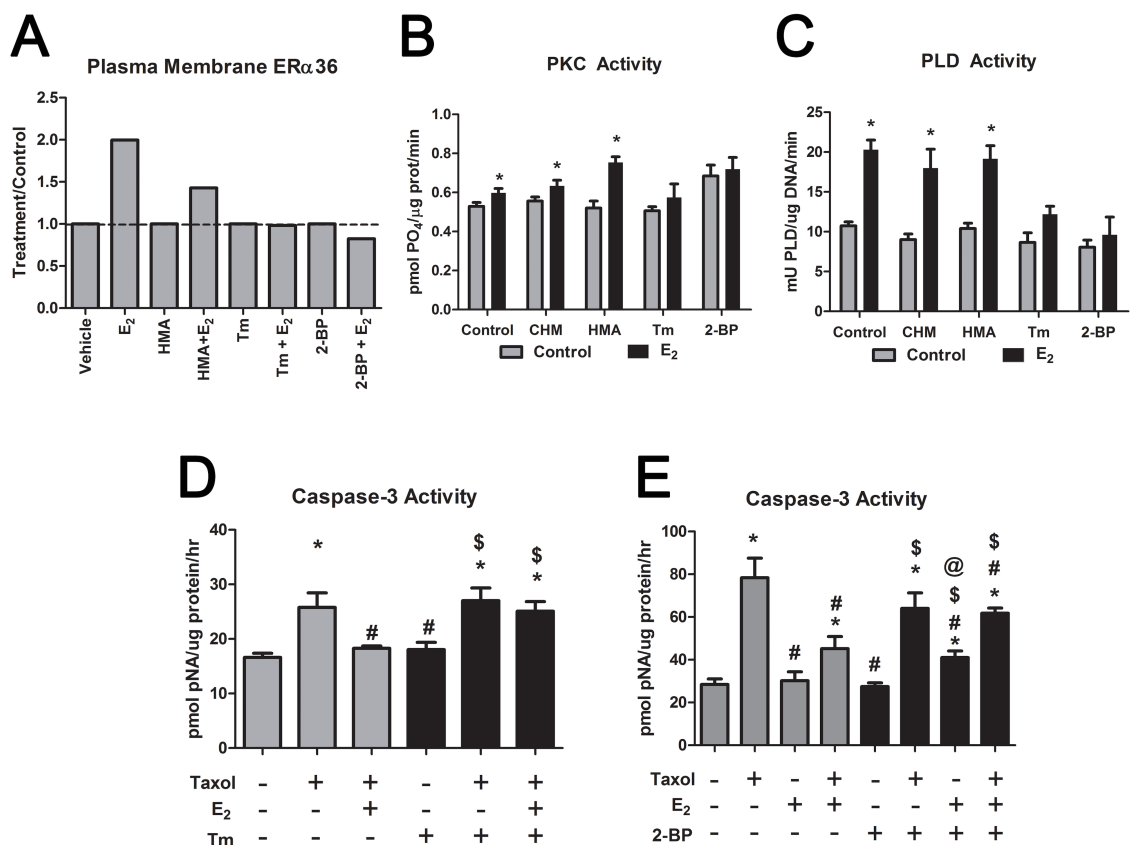 A
Plasma Membrane ERα36
Treatment/Control
2.5
2.0
1.5
1.0
0.5
0.0
Vehicle
E2
HMA
HMA+E2
Tm
Tm + E2
2-BP
2-BP + E2
B
PKC Activity
pmol PO4/µg prot/min
1.0
0.8
0.6
0.4
0.2
0.0
* * *
Control CHM HMA Tm 2-BP
Control E2
C
PLD Activity
mU PLD/ug DNA/min
25
20
15
10
5
0
* * *
Control CHM HMA Tm 2-BP
Control E2
D
Caspase-3 Activity
pmol pNA/ug protein/hr
40
30
20
10
0
$ $
* * *
# #
Taxol - + + - + +
E2 - - + - - +
Tm - - - + + +
E
Caspase-3 Activity
pmol pNA/ug protein/hr
100
80
60
40
20
0
* $ @ $
# * $ #
# * # # *
*
Taxol - + - + - + - +
E2 - - + + - - + +
2-BP - - - - + + + +